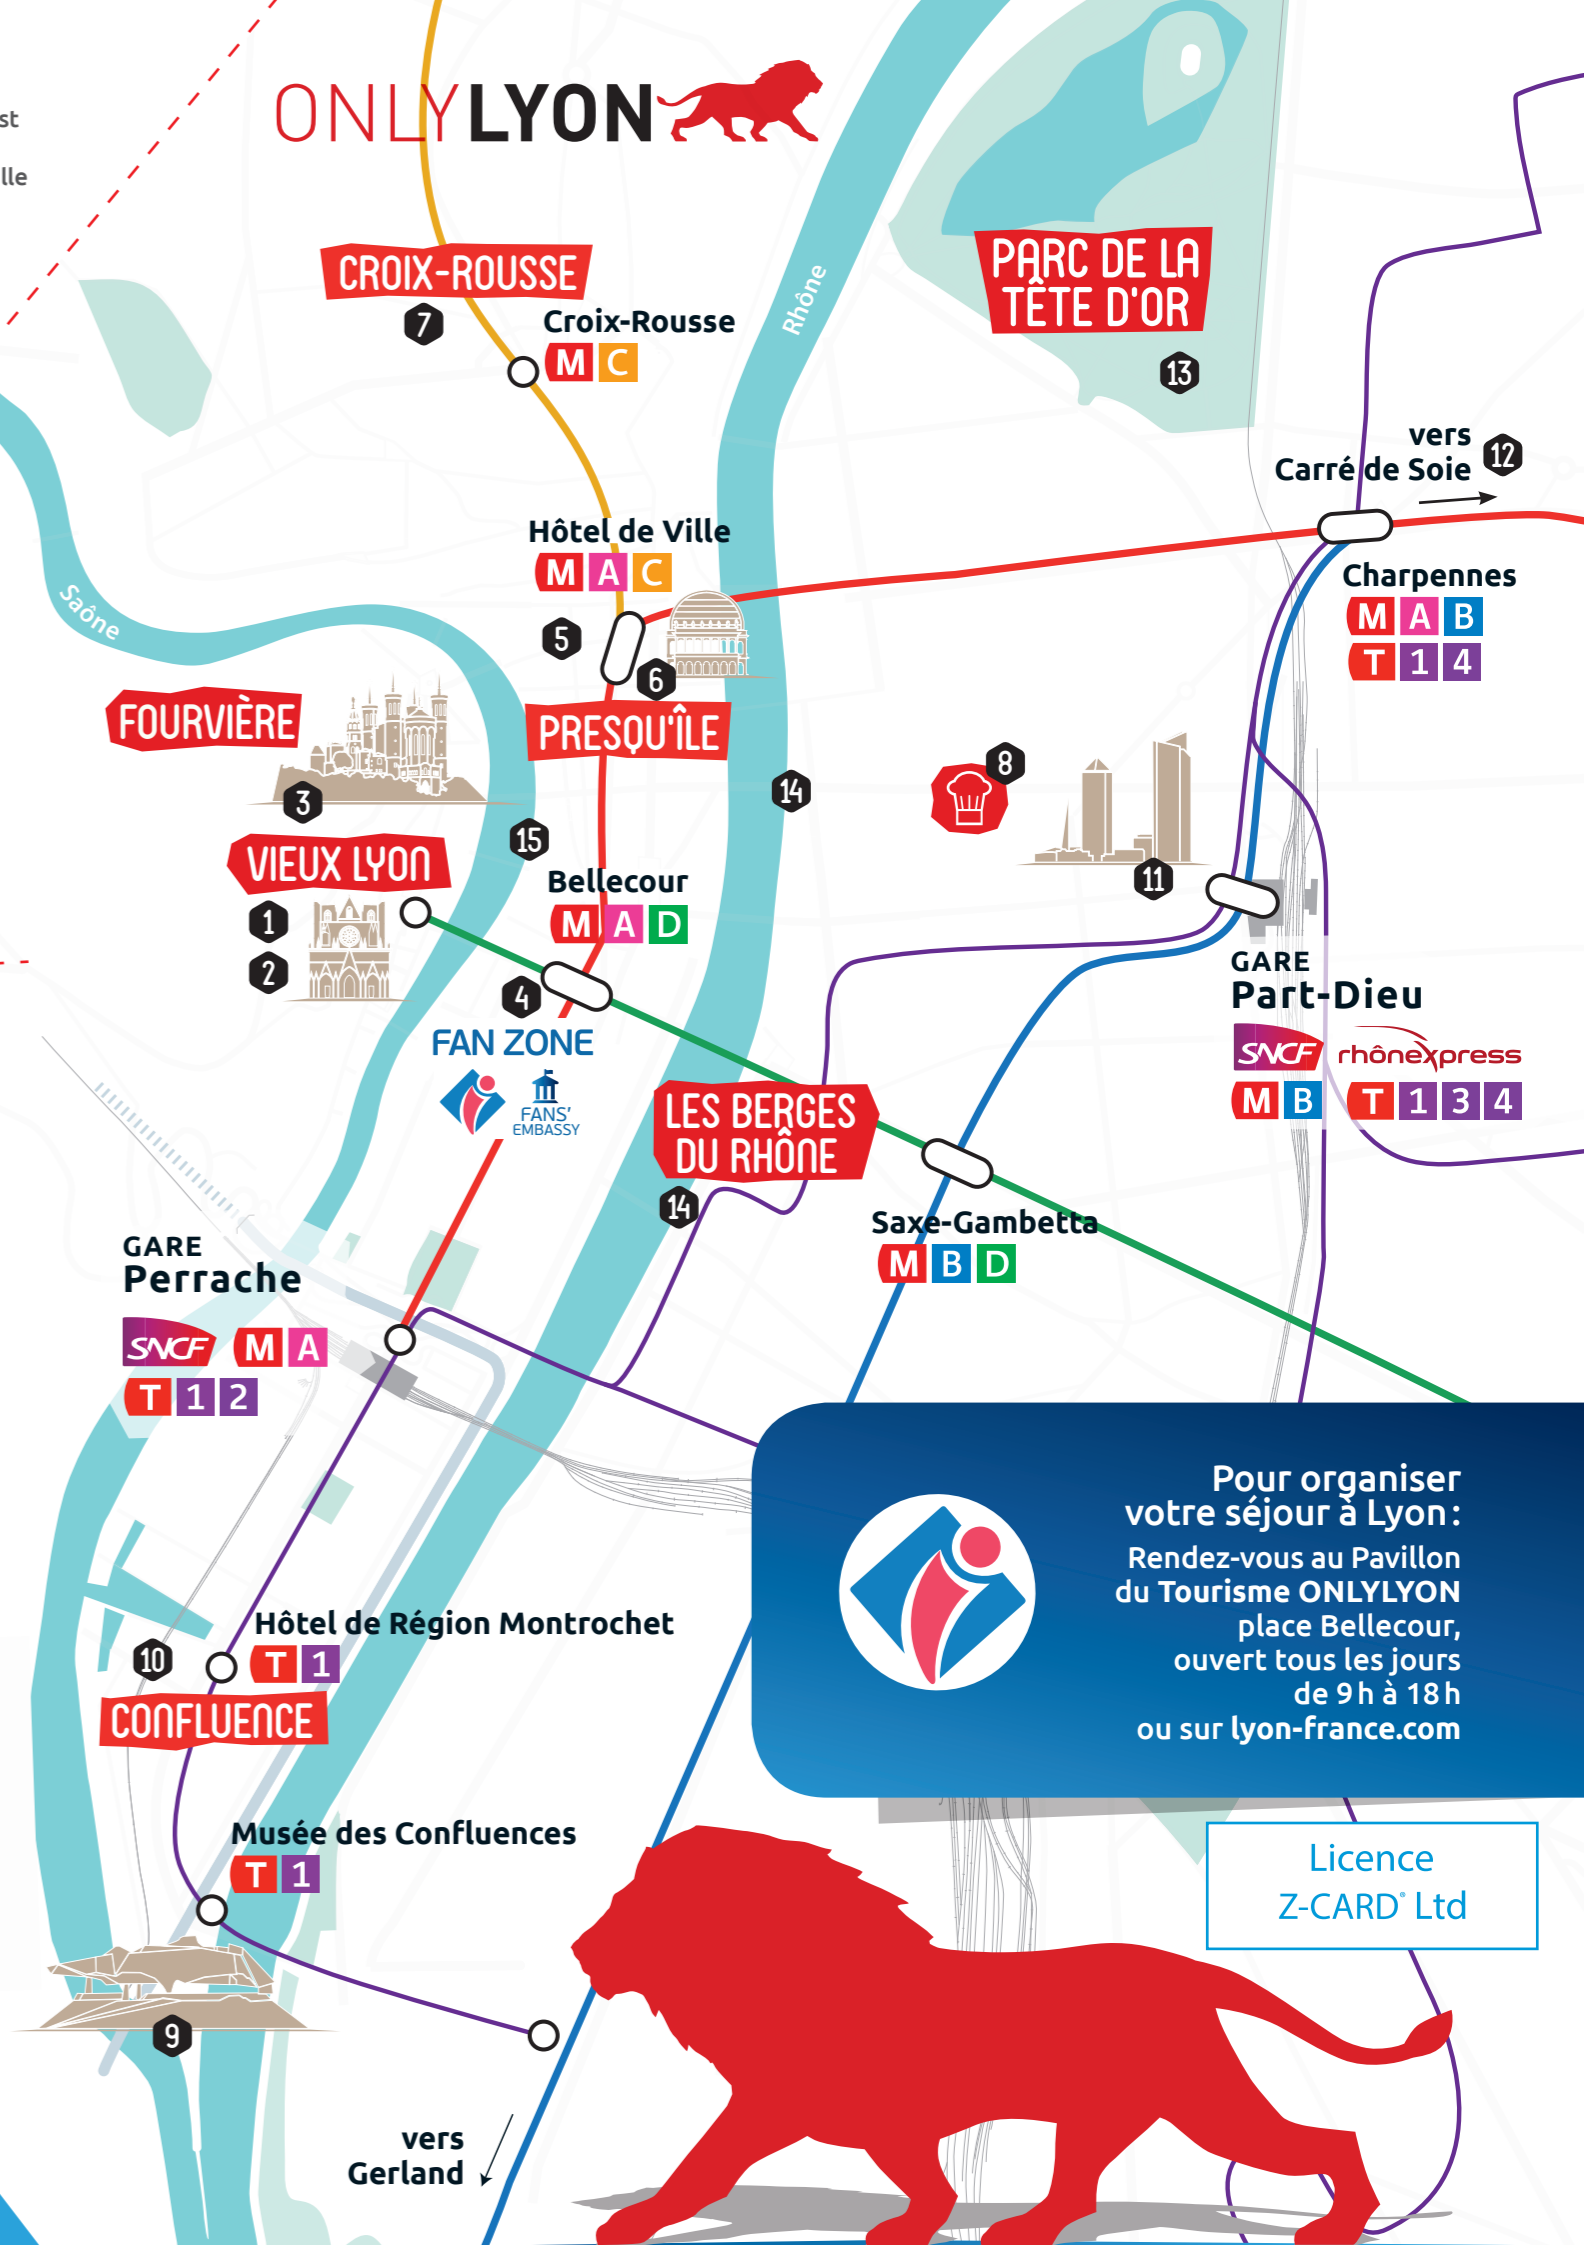 st
lle
ONLYLYON
CROIX-ROUSSE
7
Croix-Rousse
M C
Rhône
PARC DE LA
TÊTE D'OR
13
vers
Carré de Soie
12
Hôtel de Ville
M A C
Charpennes
M A B
T 1 4
Saône
5
6
FOURVIÈRE
PRESQU'ÎLE
3
14
8
15
VIEUX LYON
Bellecour
M A D
11
1
2
4
GARE
Part-Dieu
SNCF rhônexpress
M B T 1 3 4
FAN ZONE
FANS'
EMBASSY
LES BERGES
DU RHÔNE
14
Saxe-Gambetta
M B D
GARE
Perrache
SNCF M A
T 1 2
Pour organiser
votre séjour à Lyon :
Rendez-vous au Pavillon
du Tourisme ONLYLYON
place Bellecour,
ouvert tous les jours
de 9 h à 18 h
ou sur lyon-france.com
Hôtel de Région Montrochet
T 1
10
CONFLUENCE
Musée des Confluences
T 1
Licence
Z-CARD® Ltd
9
vers
Gerland